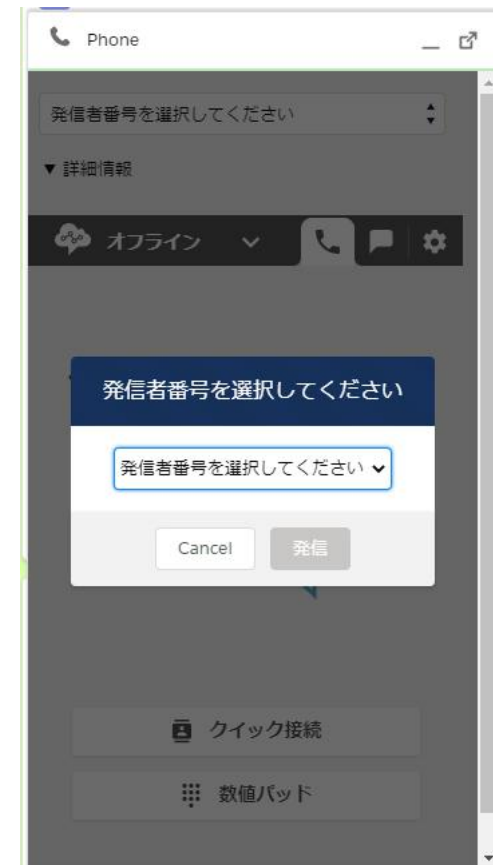 Phone
発信者番号を選択してください
▼ 詳細情報
オフライン
発信者番号を選択してください
発信者番号を選択してください
Cancel 発信
クイック接続
数値パッド